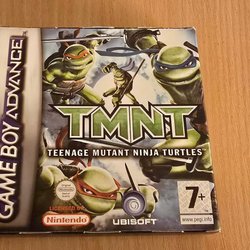 GAME BOY ADVANCE
TMNT
TEENAGE MUTANT NINJA TURTLES
LICENSED BY
Nintendo
UBISOFT
7+
www.pegi.info